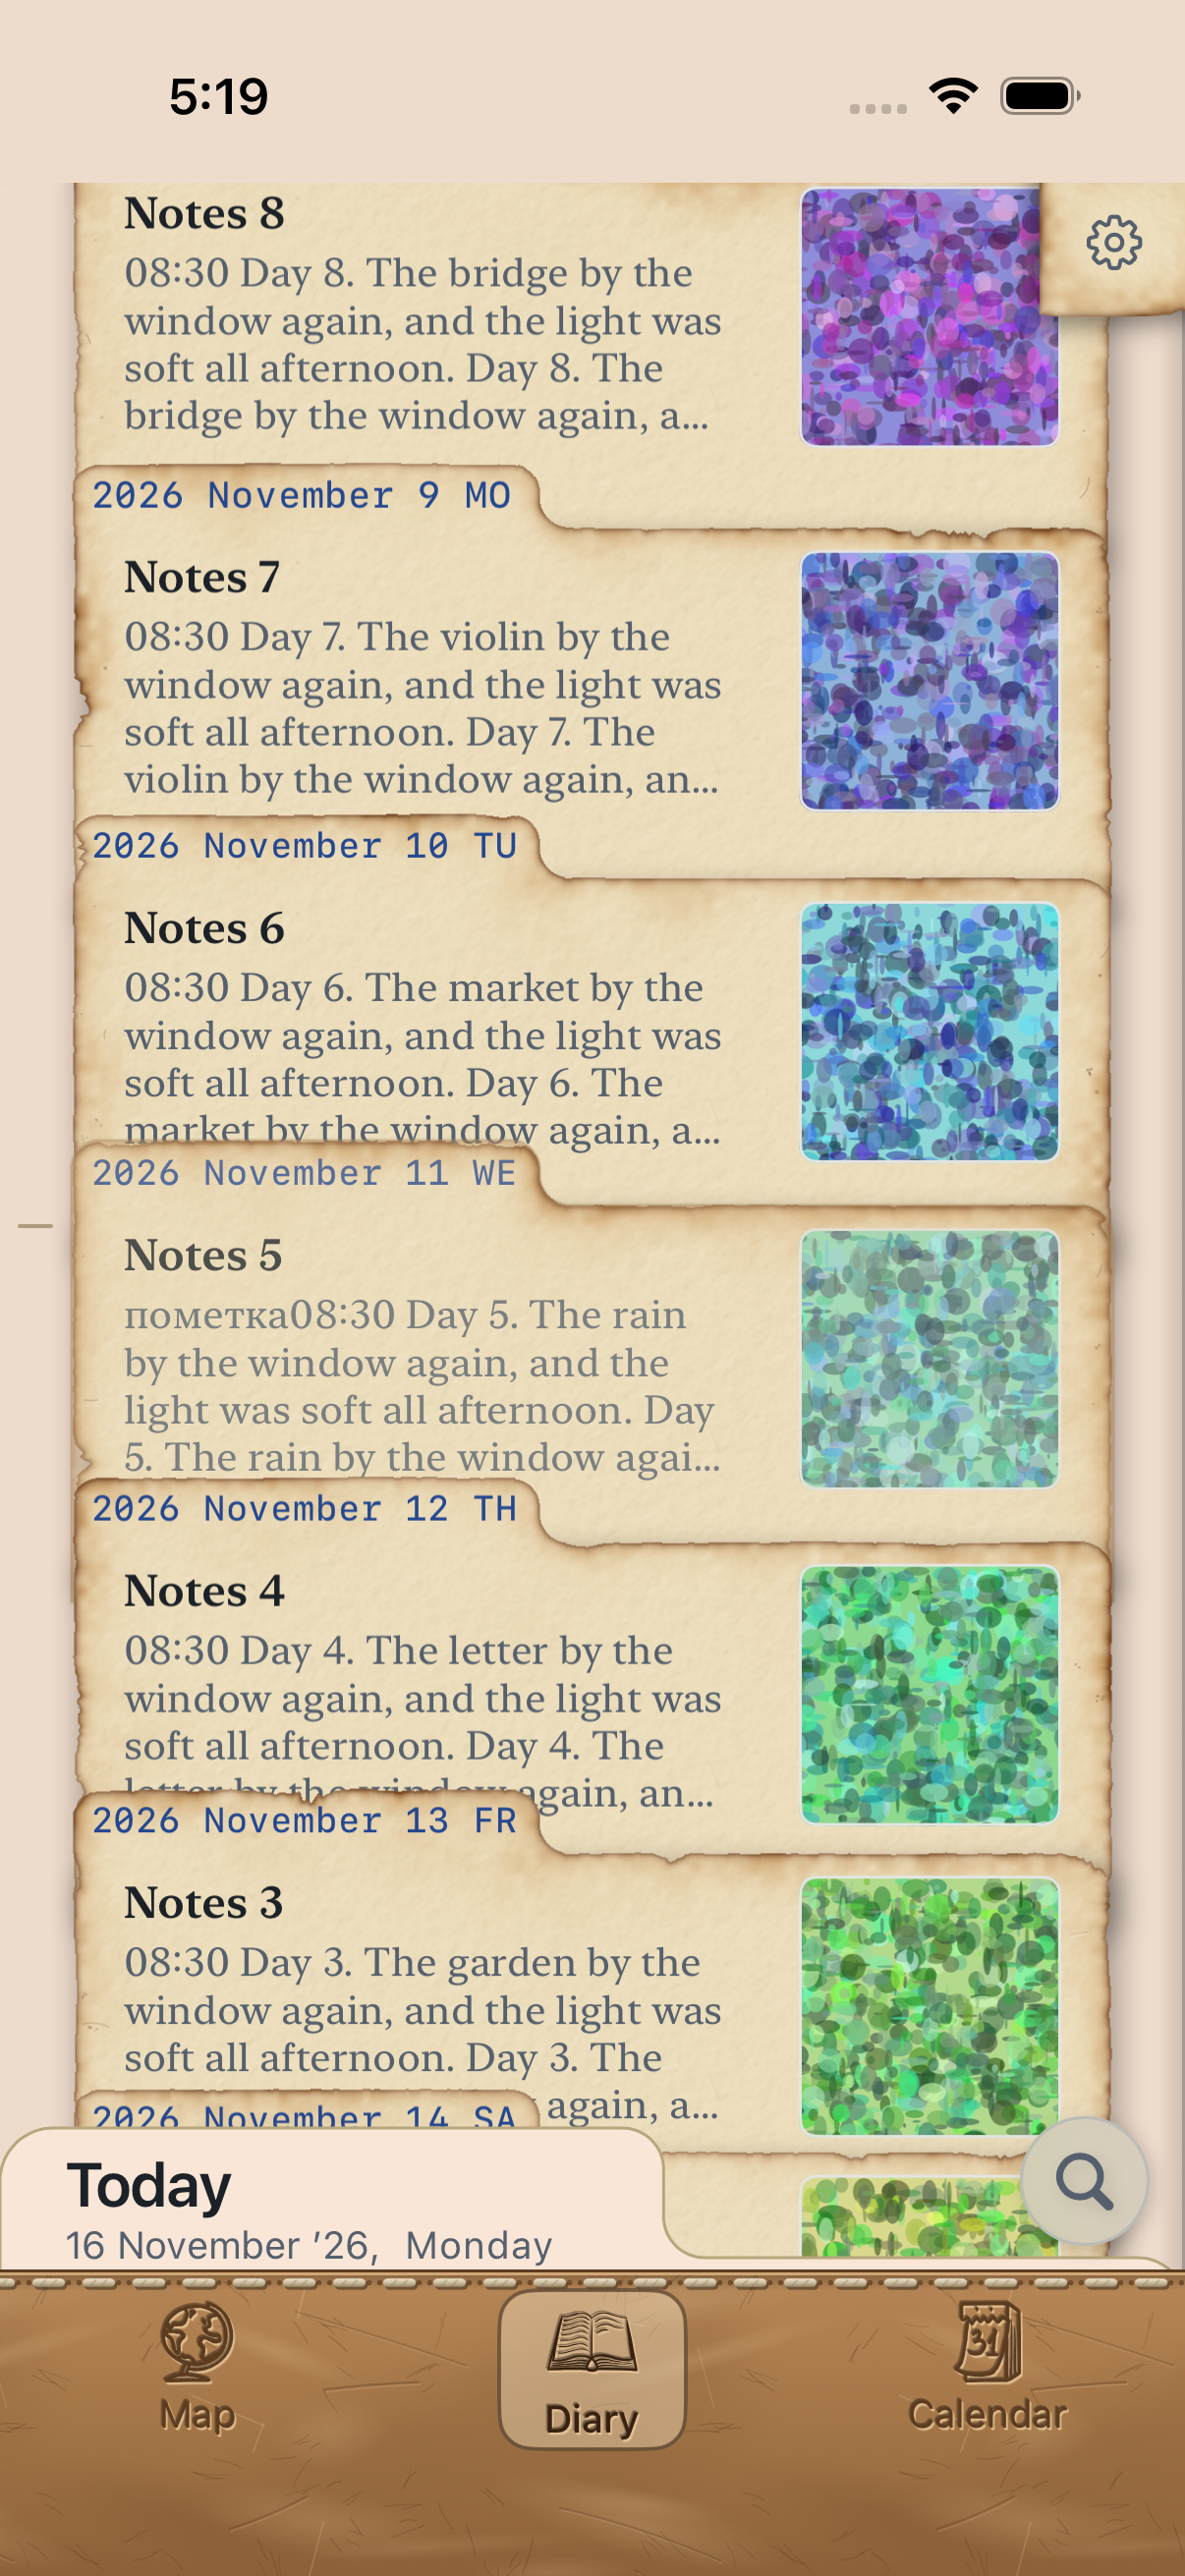 5:19
Notes 8
08:30 Day 8. The bridge by the
window again, and the light was
soft all afternoon. Day 8. The
bridge by the window again, a...
2026 November 9 MO
Notes 7
08:30 Day 7. The violin by the
window again, and the light was
soft all afternoon. Day 7. The
violin by the window again, an...
2026 November 10 TU
Notes 6
08:30 Day 6. The market by the
window again, and the light was
soft all afternoon. Day 6. The
market by the window again, a...
2026 November 11 WE
Notes 5
пометка08:30 Day 5. The rain
by the window again, and the
light was soft all afternoon. Day
5. The rain by the window agai...
2026 November 12 TH
Notes 4
08:30 Day 4. The letter by the
window again, and the light was
soft all afternoon. Day 4. The
letter by the window again, an...
2026 November 13 FR
Notes 3
08:30 Day 3. The garden by the
window again, and the light was
soft all afternoon. Day 3. The
again, a...
2026 November 14 SA
Today
16 November ’26, Monday
31
Map
Diary
Calendar